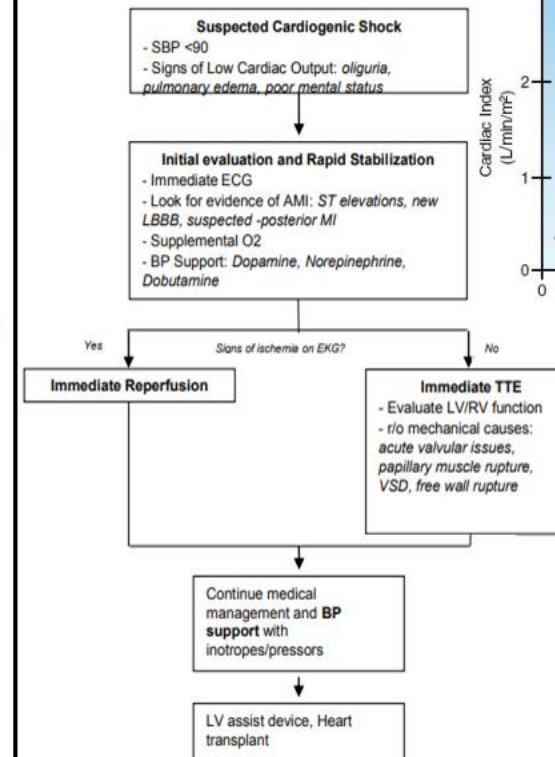 Suspected Cardiogenic Shock
- SBP <90
- Signs of Low Cardiac Output: oliguria,
pulmonary edema, poor mental status
Initial evaluation and Rapid Stabilization
- Immediate ECG
- Look for evidence of AMI: ST elevations, new
LBBB, suspected -posterior MI
- Supplemental O2
- BP Support: Dopamine, Norepinephrine,
Dobutamine
Yes
Signs of ischemia on EKG?
No
Immediate Reperfusion
Immediate TTE
- Evaluate LV/RV function
- r/o mechanical causes:
acute valvular issues,
papillary muscle rupture,
VSD, free wall rupture
Continue medical
management and BP
support with
inotropes/pressors
LV assist device, Heart
transplant
Cardiac Index
(L/min/m²)
2
1
0
0